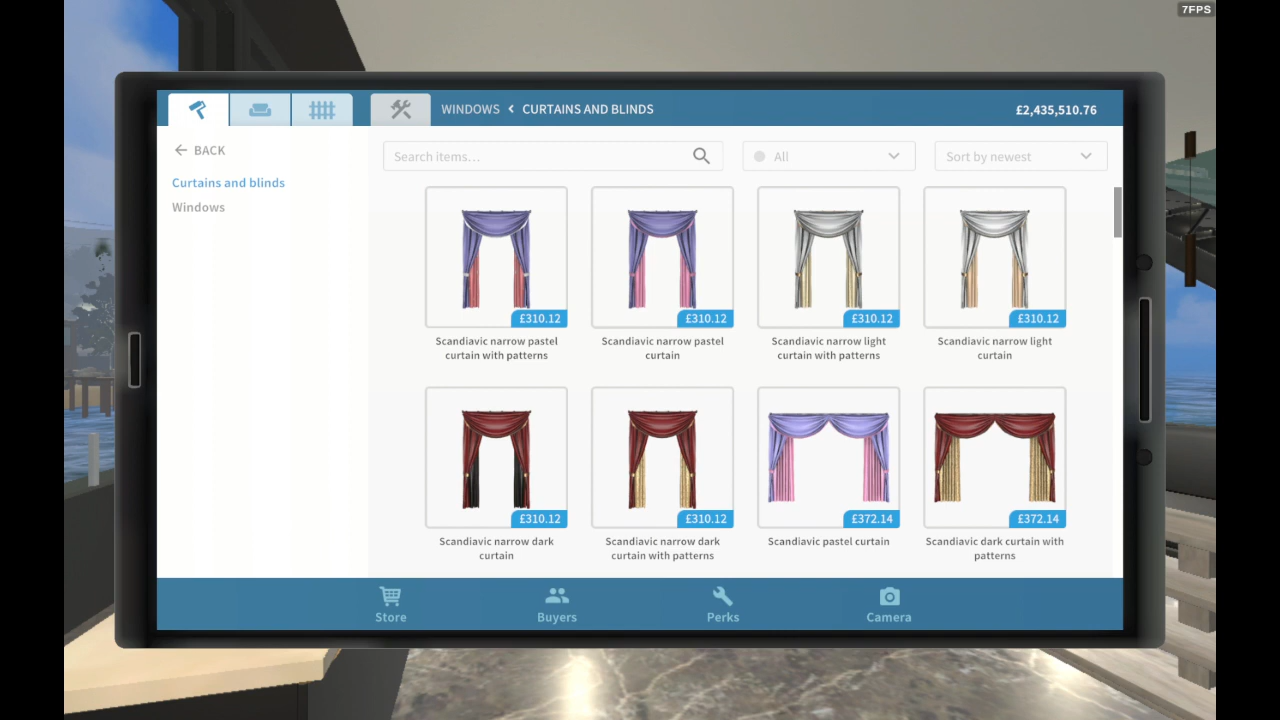 7FPS
WINDOWS < CURTAINS AND BLINDS
£2,435,510.76
BACK
Search items...
All
Sort by newest
Curtains and blinds
Windows
£310.12
£310.12
£310.12
£310.12
Scandiavic narrow pastel
curtain with patterns
Scandiavic narrow pastel
curtain
Scandiavic narrow light
curtain with patterns
Scandiavic narrow light
curtain
£310.12
£310.12
£372.14
£372.14
Scandiavic narrow dark
curtain
Scandiavic narrow dark
curtain with patterns
Scandiavic pastel curtain
Scandiavic dark curtain with
patterns
Store
Buyers
Perks
Camera